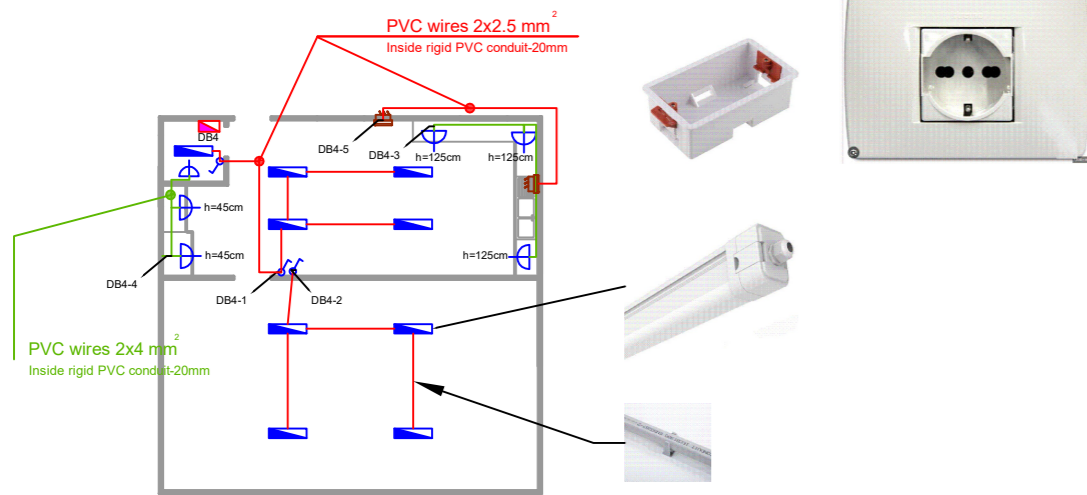 PVC wires 2x2.5 mm²
Inside rigid PVC conduit-20mm
DB4
DB4-5
DB4-3
h=125cm
h=125cm
h=45cm
h=45cm
h=125cm
DB4-4
DB4-1
DB4-2
PVC wires 2x4 mm²
Inside rigid PVC conduit-20mm